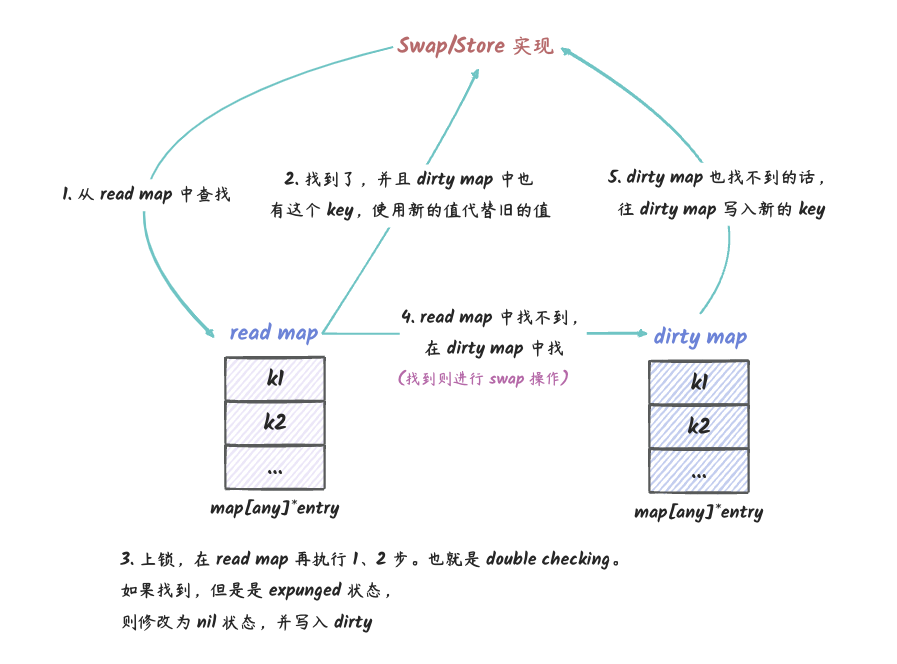 Swap/Store 实现
1. 从 read map 中查找
2. 找到了，并且 dirty map 中也
有这个 key，使用新的值代替旧的值
5. dirty map 也找不到的话，
往 dirty map 写入新的 key
read map
4. read map 中找不到，
在 dirty map 中找
(找到则进行 swap 操作)
dirty map
k1
k2
...
map[any]*entry
k1
k2
...
map[any]*entry
3. 上锁，在 read map 再执行 1、2 步。也就是 double checking。
如果找到，但是是 expunged 状态，
则修改为 nil 状态，并写入 dirty